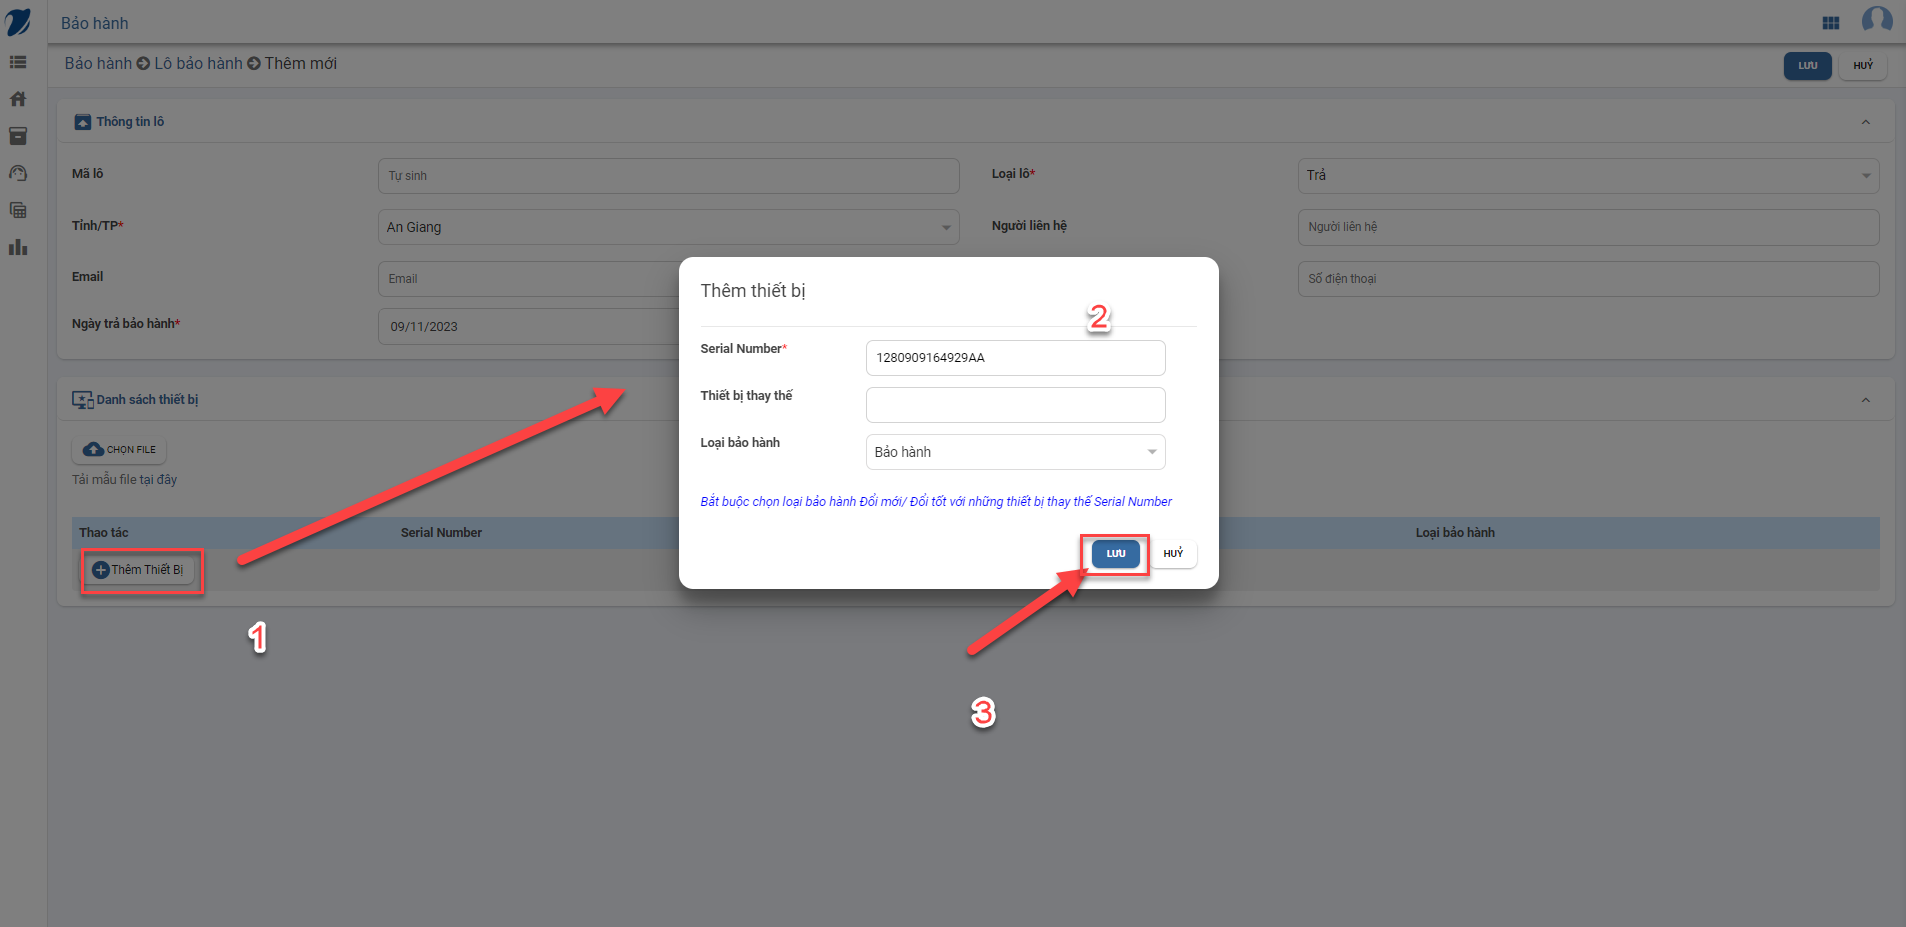 Bảo hành
Bảo hành Lô bảo hành Thêm mới
LƯU HUỶ
Thông tin lô
Mã lô Tự sinh Loại lô* Trả
Tỉnh/TP* An Giang Người liên hệ Người liên hệ
Email Email Số điện thoại
Ngày trả bảo hành* 09/11/2023
Thêm thiết bị
2
Serial Number* 1280909164929AA
Thiết bị thay thế
Loại bảo hành Bảo hành
Bắt buộc chọn loại bảo hành Đổi mới/ Đổi tốt với những thiết bị thay thế Serial Number
LƯU HUỶ
Danh sách thiết bị
CHỌN FILE
Tải mẫu file tại đây
Thao tác Serial Number Loại bảo hành
Thêm Thiết Bị
1
3